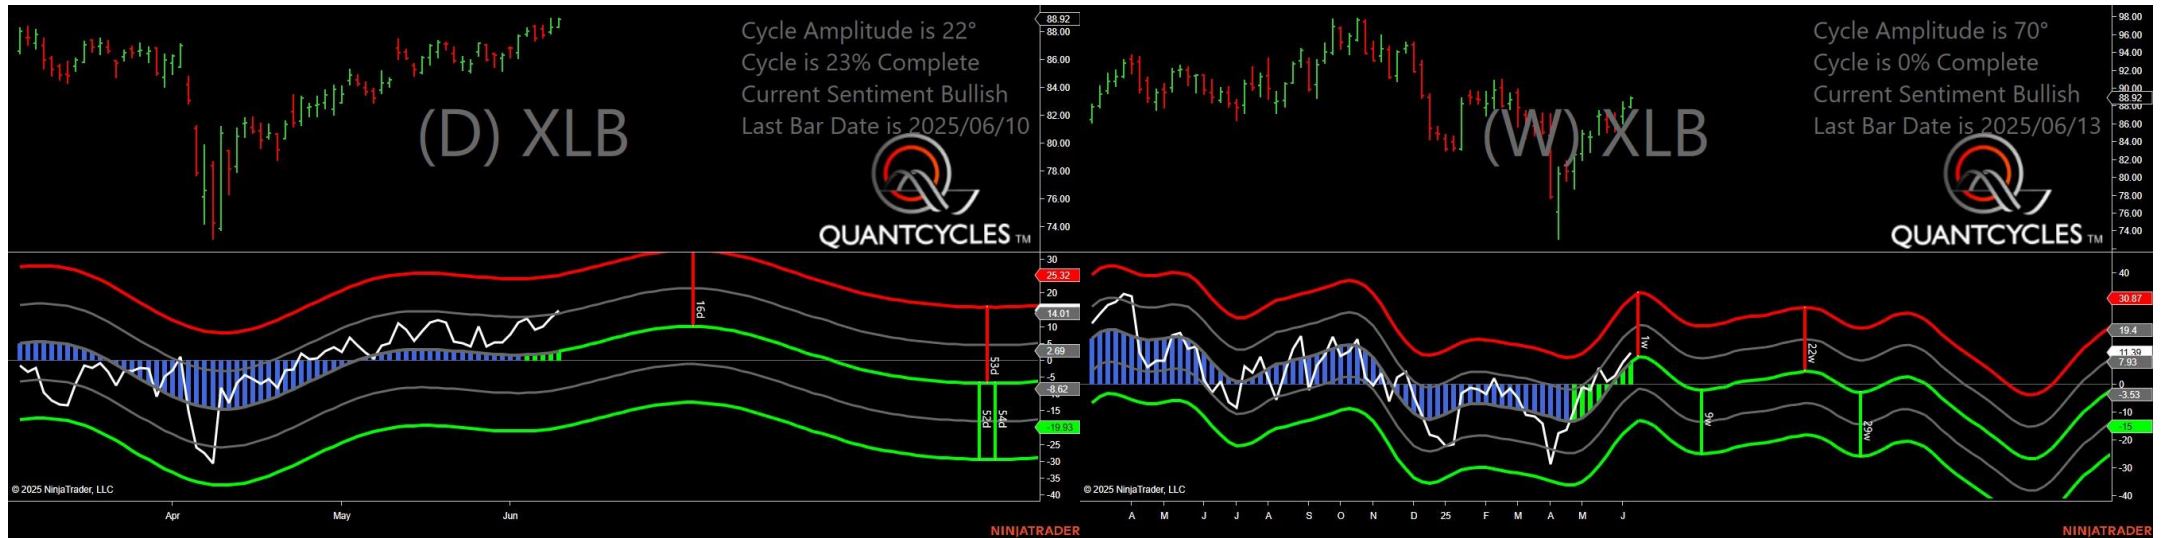 88.92
88.00
86.00
84.00
82.00
80.00
78.00
76.00
74.00
Cycle Amplitude is 22°
Cycle is 23% Complete
Current Sentiment Bullish
Last Bar Date is 2025/06/10
(D) XLB
QUANTCYCLES TM
30
25.32
20
14.01
10
5
2.69
0
-5
-8.62
-15
-19.93
-25
-30
-35
-40
16d
53d
52d
54d
© 2025 NinjaTrader, LLC
Apr May Jun
NINJATRADER
98.00
96.00
94.00
92.00
90.00
88.92
86.00
84.00
82.00
80.00
78.00
76.00
74.00
Cycle Amplitude is 70°
Cycle is 0% Complete
Current Sentiment Bullish
Last Bar Date is 2025/06/13
(W) XLB
QUANTCYCLES TM
40
30.87
19.4
11.39
7.93
0
-3.53
-10
-15
-20
-30
-40
1w
22w
9w
29w
© 2025 NinjaTrader, LLC
A M J J A S O N D 25 F M A M J
NINJATRADER